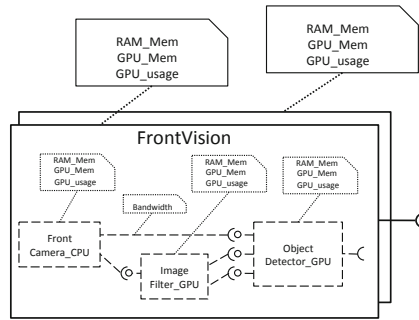 RAM_Mem
GPU_Mem
GPU_usage
RAM_Mem
GPU_Mem
GPU_usage
FrontVision
RAM_Mem
GPU_Mem
GPU_usage
RAM_Mem
GPU_Mem
GPU_usage
RAM_Mem
GPU_Mem
GPU_usage
Bandwidth
Front
Camera_CPU
Image
Filter_GPU
Object
Detector_GPU